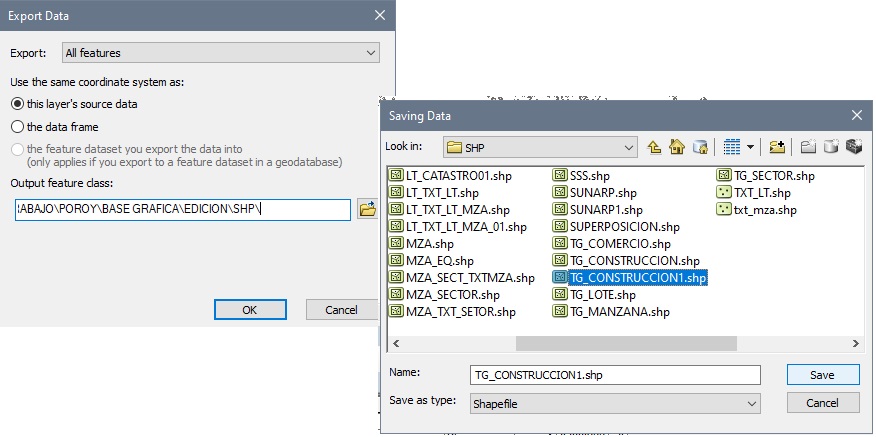 Export Data
Export: All features
Use the same coordinate system as:
this layer's source data
the data frame
the feature dataset you export the data into
(only applies if you export to a feature dataset in a geodatabase)
Output feature class:
ABAJO\POROY\BASE GRAFICA\EDICION\SHP\
OK Cancel
Saving Data
Look in: SHP
LT_CATASTRO01.shp
LT_TXT_LT.shp
LT_TXT_LT_MZA.shp
LT_TXT_LT_MZA_01.shp
MZA.shp
MZA_EQ.shp
MZA_SECT_TXTMZA.shp
MZA_SECTOR.shp
MZA_TXT_SETOR.shp
SSS.shp
SUNARP.shp
SUNARP1.shp
SUPERPOSICION.shp
TG_COMERCIO.shp
TG_CONSTRUCCION.shp
TG_CONSTRUCCION1.shp
TG_LOTE.shp
TG_MANZANA.shp
TG_SECTOR.shp
TXT_LT.shp
txt_mza.shp
Name: TG_CONSTRUCCION1.shp Save
Save as type: Shapefile Cancel